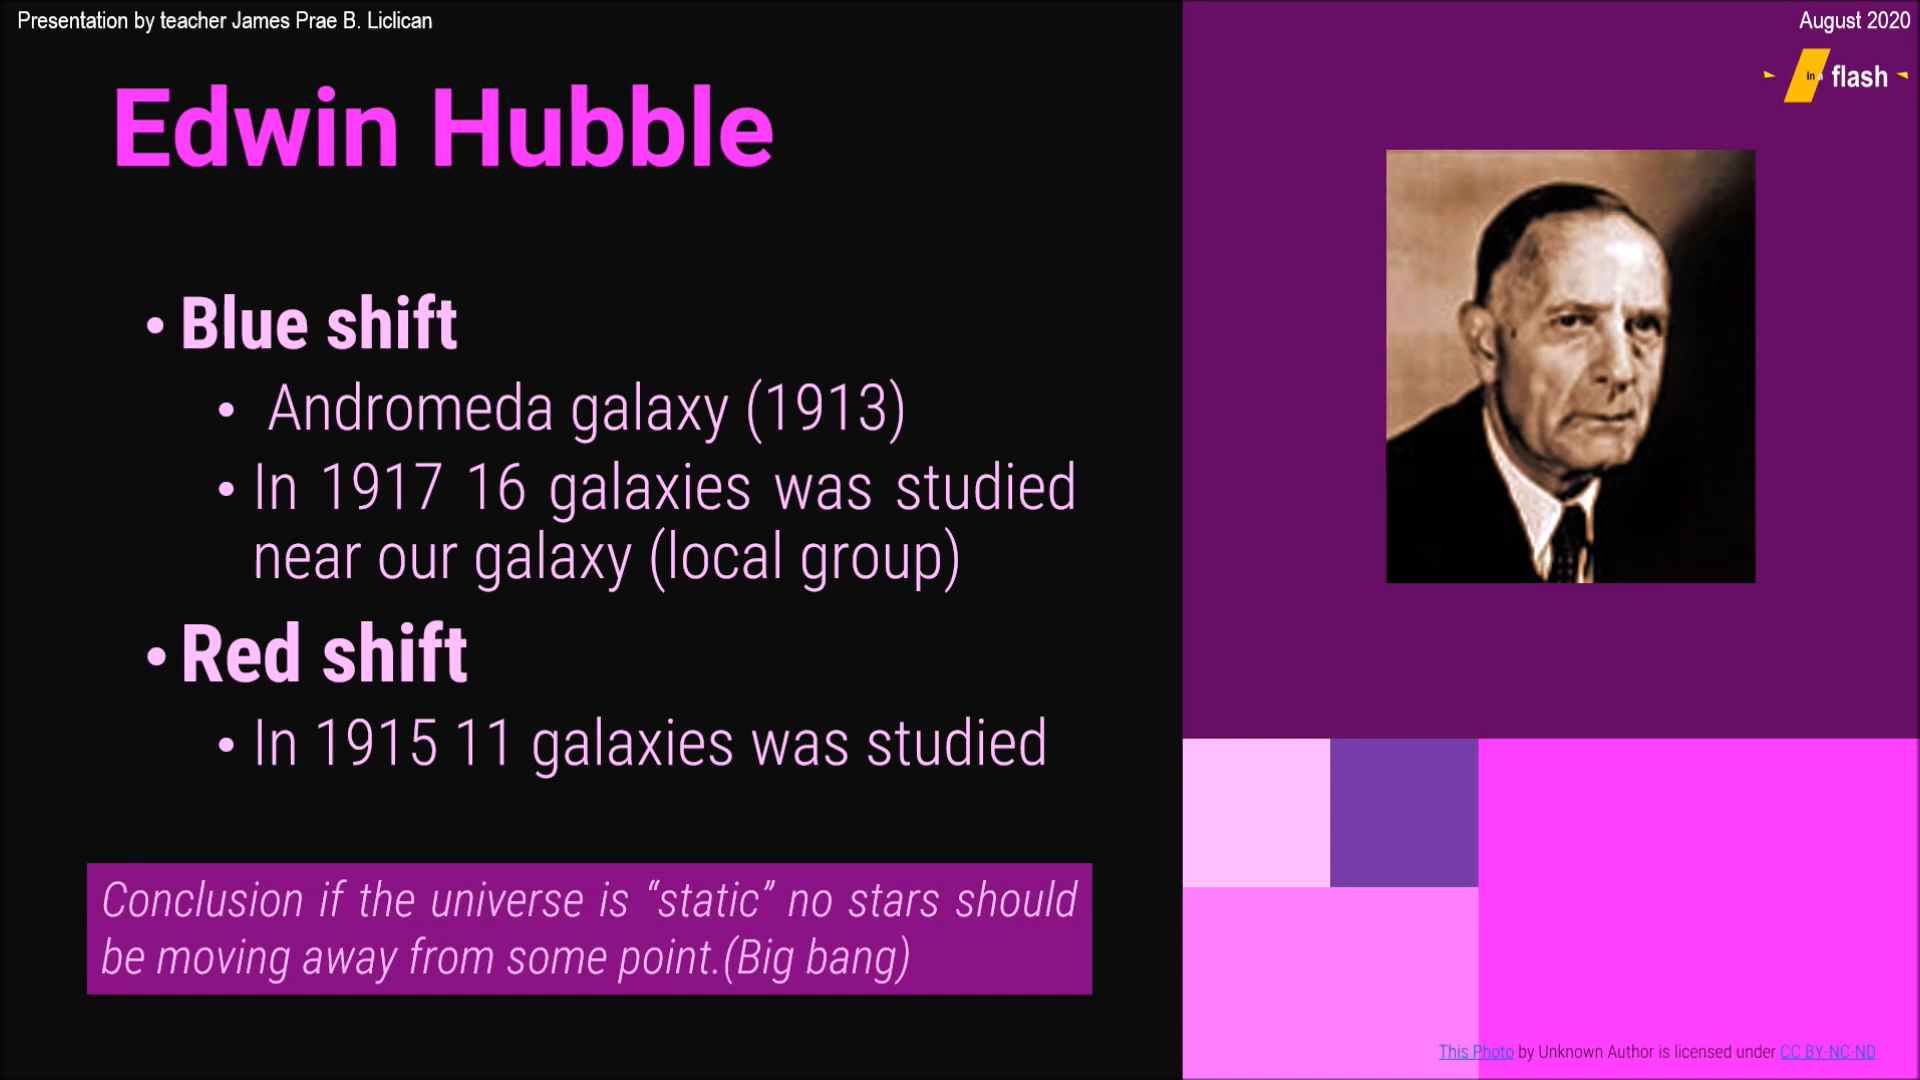 Presentation by teacher James Prae B. Liclican
August 2020
In a flash
Edwin Hubble
• Blue shift
• Andromeda galaxy (1913)
• In 1917 16 galaxies was studied
near our galaxy (local group)
• Red shift
• In 1915 11 galaxies was studied
Conclusion if the universe is “static” no stars should
be moving away from some point.(Big bang)
This Photo by Unknown Author is licensed under CC BY-NC-ND